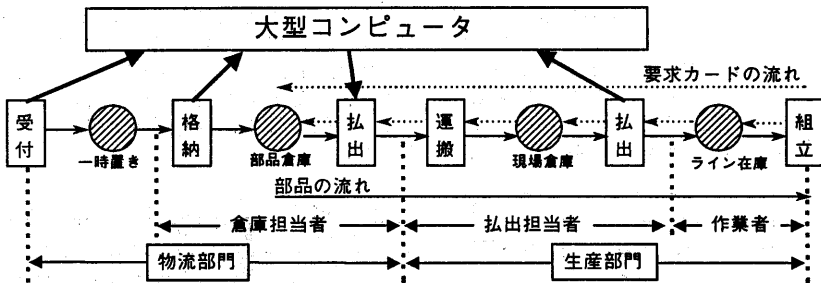 大型コンピュータ
要求カードの流れ
受付
一時置き
格納
部品倉庫
払出
運搬
現場倉庫
払出
ライン在庫
組立
部品の流れ
倉庫担当者
払出担当者
作業者
物流部門
生産部門